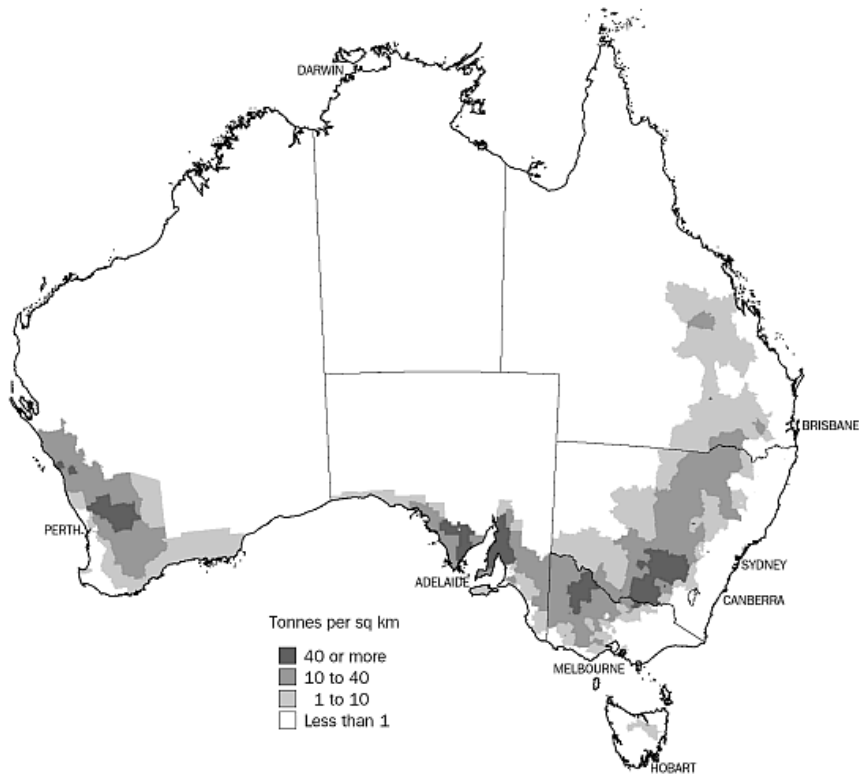 DARWIN
BRISBANE
PERTH
SYDNEY
ADELAIDE
CANBERRA
Tonnes per sq km
40 or more
10 to 40
1 to 10
Less than 1
MELBOURNE
HOBART